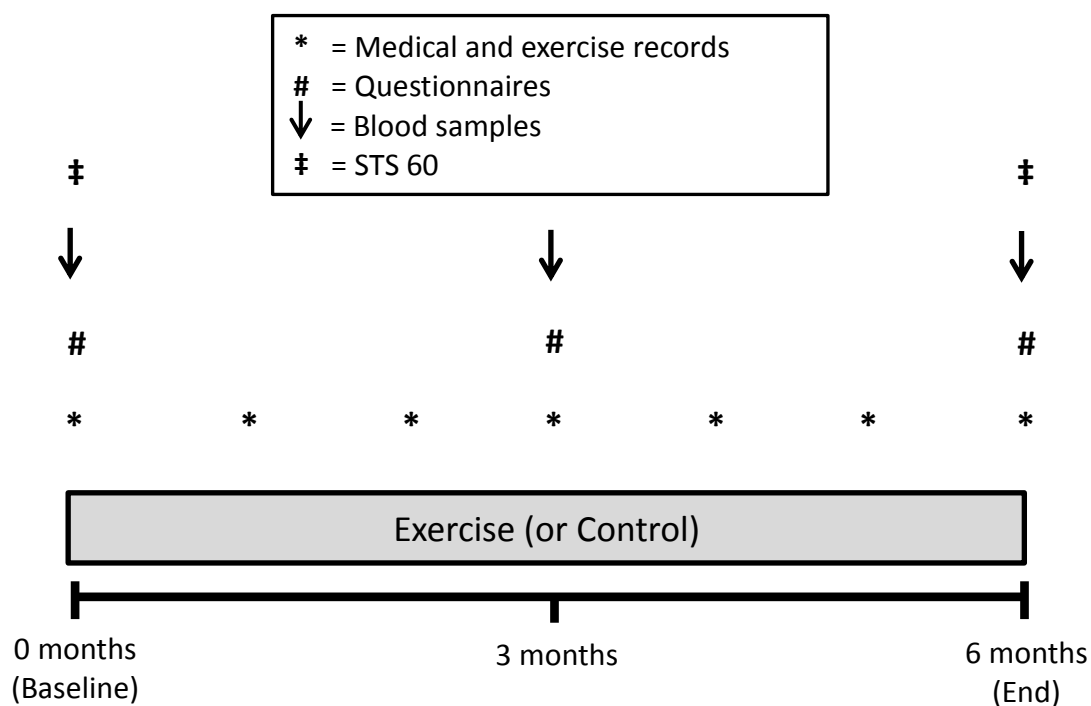 * = Medical and exercise records
# = Questionnaires
↓ = Blood samples
‡ = STS 60
‡ ‡
↓ ↓ ↓
# # #
* * * * * * *
Exercise (or Control)
0 months
(Baseline)
3 months
6 months
(End)